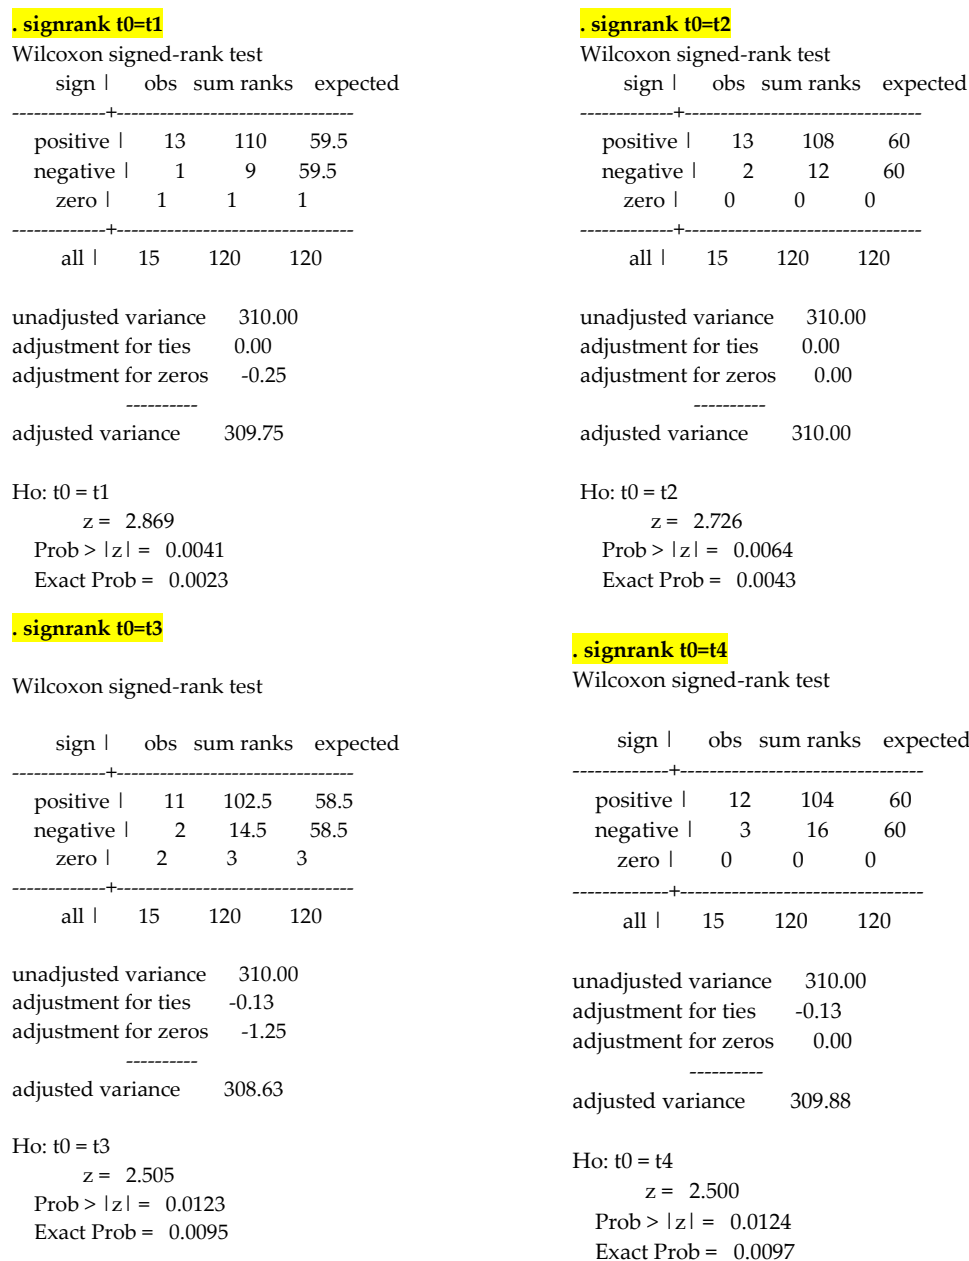 . signrank t0=t1
Wilcoxon signed-rank test
sign | obs sum ranks expected
-------------+---------------------------------
positive | 13 110 59.5
negative | 1 9 59.5
zero | 1 1 1
-------------+---------------------------------
all | 15 120 120
unadjusted variance 310.00
adjustment for ties 0.00
adjustment for zeros -0.25
----------
adjusted variance 309.75
Ho: t0 = t1
z = 2.869
Prob > |z| = 0.0041
Exact Prob = 0.0023
. signrank t0=t2
Wilcoxon signed-rank test
sign | obs sum ranks expected
-------------+---------------------------------
positive | 13 108 60
negative | 2 12 60
zero | 0 0 0
-------------+---------------------------------
all | 15 120 120
unadjusted variance 310.00
adjustment for ties 0.00
adjustment for zeros 0.00
----------
adjusted variance 310.00
Ho: t0 = t2
z = 2.726
Prob > |z| = 0.0064
Exact Prob = 0.0043
. signrank t0=t3
Wilcoxon signed-rank test
sign | obs sum ranks expected
-------------+---------------------------------
positive | 11 102.5 58.5
negative | 2 14.5 58.5
zero | 2 3 3
-------------+---------------------------------
all | 15 120 120
unadjusted variance 310.00
adjustment for ties -0.13
adjustment for zeros -1.25
----------
adjusted variance 308.63
Ho: t0 = t3
z = 2.505
Prob > |z| = 0.0123
Exact Prob = 0.0095
. signrank t0=t4
Wilcoxon signed-rank test
sign | obs sum ranks expected
-------------+---------------------------------
positive | 12 104 60
negative | 3 16 60
zero | 0 0 0
-------------+---------------------------------
all | 15 120 120
unadjusted variance 310.00
adjustment for ties -0.13
adjustment for zeros 0.00
----------
adjusted variance 309.88
Ho: t0 = t4
z = 2.500
Prob > |z| = 0.0124
Exact Prob = 0.0097